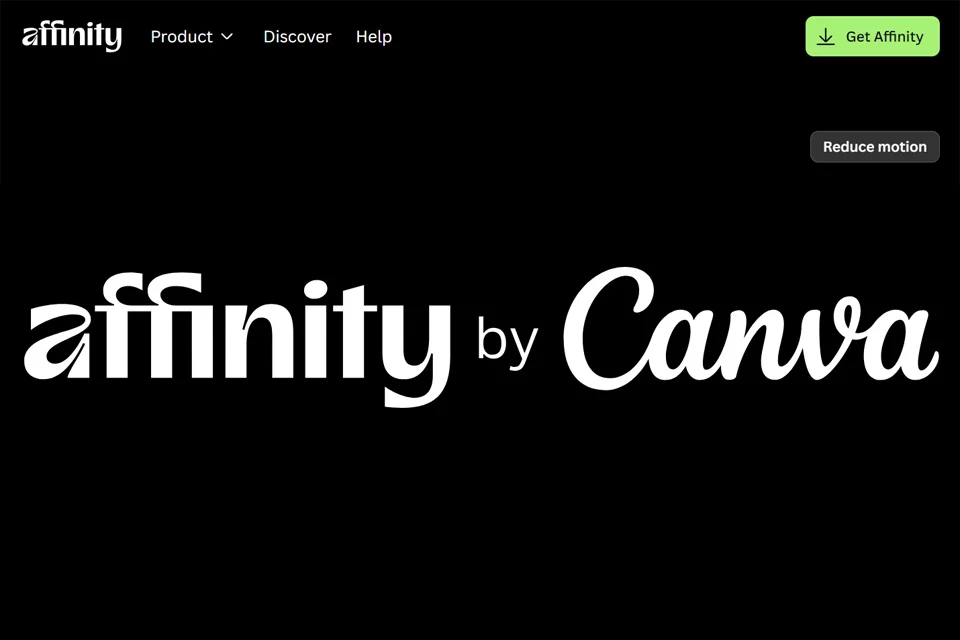 affinity Product Discover Help Get Affinity
Reduce motion
affinity by Canva